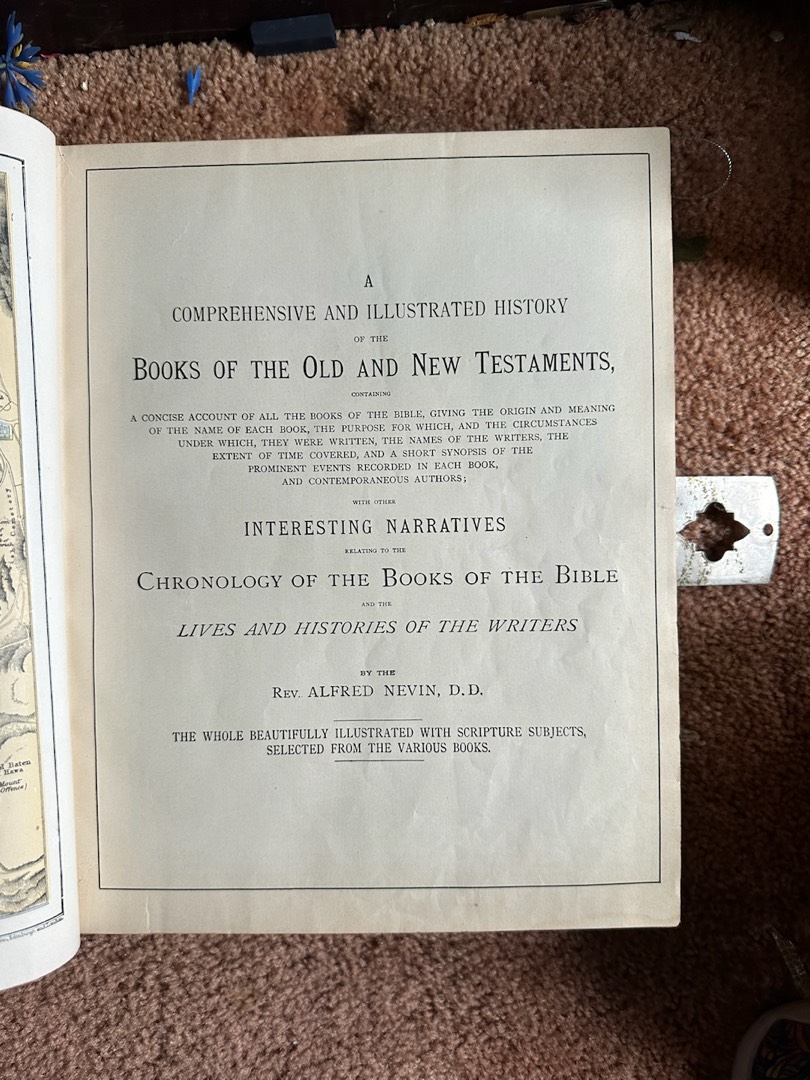 A
COMPREHENSIVE AND ILLUSTRATED HISTORY
OF THE
BOOKS OF THE OLD AND NEW TESTAMENTS,
CONTAINING
A CONCISE ACCOUNT OF ALL THE BOOKS OF THE BIBLE, GIVING THE ORIGIN AND MEANING
OF THE NAME OF EACH BOOK, THE PURPOSE FOR WHICH, AND THE CIRCUMSTANCES
UNDER WHICH, THEY WERE WRITTEN, THE NAMES OF THE WRITERS, THE
EXTENT OF TIME COVERED, AND A SHORT SYNOPSIS OF THE
PROMINENT EVENTS RECORDED IN EACH BOOK,
AND CONTEMPORANEOUS AUTHORS;
WITH OTHER
INTERESTING NARRATIVES
RELATING TO THE
CHRONOLOGY OF THE BOOKS OF THE BIBLE
AND THE
LIVES AND HISTORIES OF THE WRITERS
BY THE
REV. ALFRED NEVIN, D.D.
THE WHOLE BEAUTIFULLY ILLUSTRATED WITH SCRIPTURE SUBJECTS,
SELECTED FROM THE VARIOUS BOOKS.
Baten
Hawa
Mount
Offence)